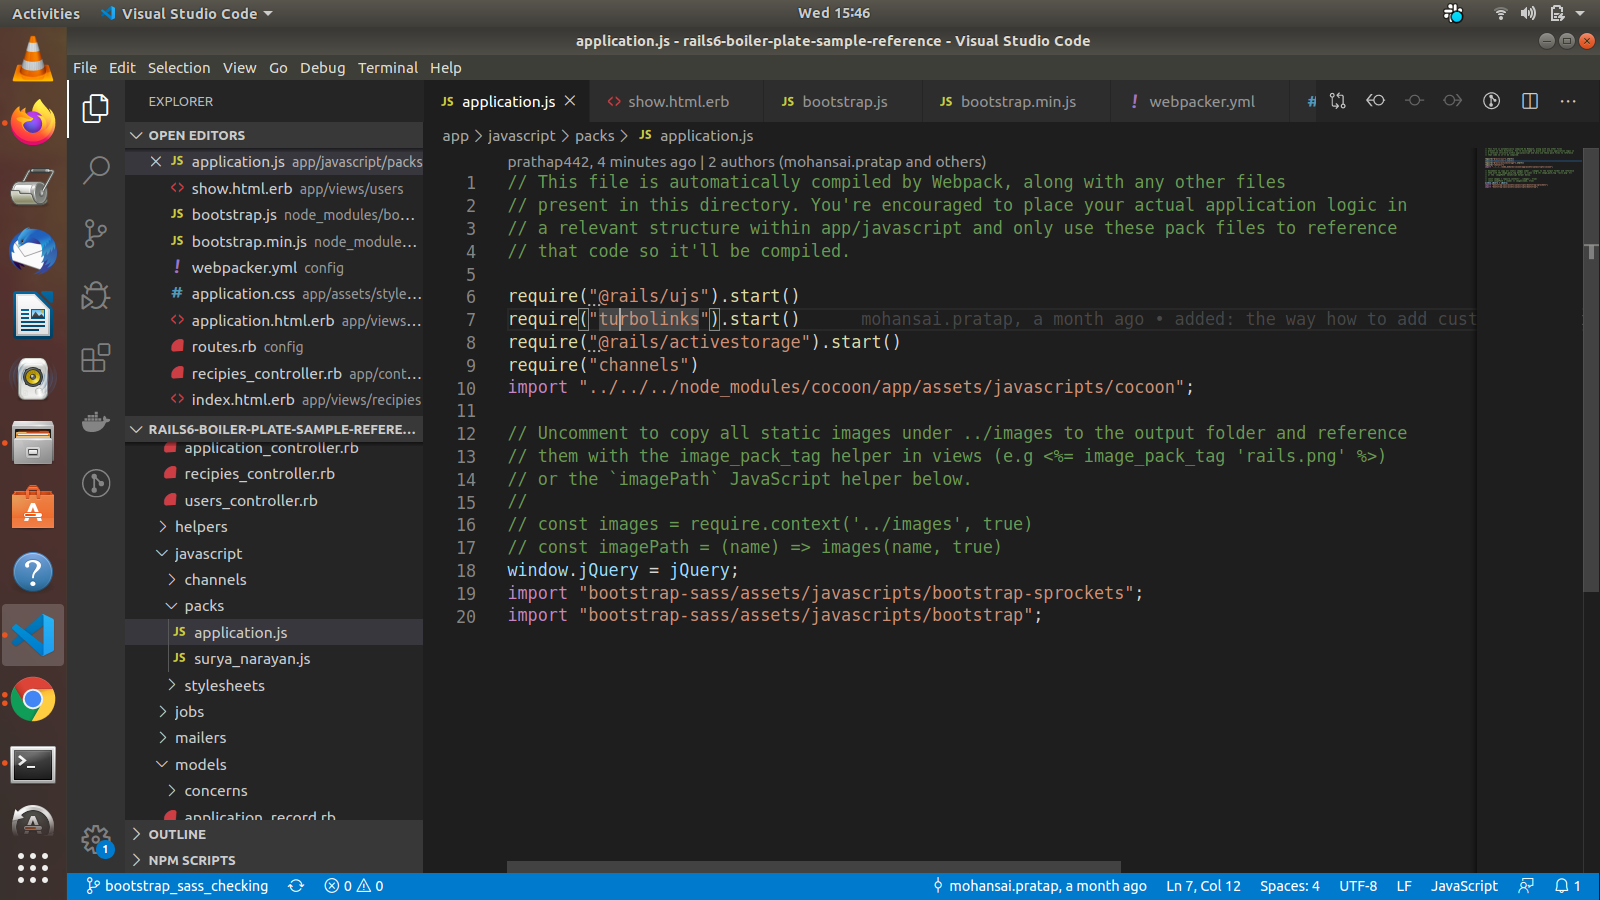 Activities Visual Studio Code Wed 15:46
application.js - rails6-boiler-plate-sample-reference - Visual Studio Code
File Edit Selection View Go Debug Terminal Help
EXPLORER
OPEN EDITORS
JS application.js app/javascript/packs
show.html.erb app/views/users
JS bootstrap.js node_modules/bo...
JS bootstrap.min.js node_module...
! webpacker.yml config
# application.css app/assets/style...
application.html.erb app/views...
routes.rb config
recipies_controller.rb app/cont...
index.html.erb app/views/recipies
RAILS6-BOILER-PLATE-SAMPLE-REFERE...
application_controller.rb
recipies_controller.rb
users_controller.rb
helpers
javascript
channels
packs
JS application.js
JS surya_narayan.js
stylesheets
jobs
mailers
models
concerns
application_record.rb
OUTLINE
NPM SCRIPTS
JS application.js show.html.erb JS bootstrap.js JS bootstrap.min.js ! webpacker.yml #
app > javascript > packs > JS application.js
prathap442, 4 minutes ago | 2 authors (mohansai.pratap and others)
1 // This file is automatically compiled by Webpack, along with any other files
2 // present in this directory. You're encouraged to place your actual application logic in
3 // a relevant structure within app/javascript and only use these pack files to reference
4 // that code so it'll be compiled.
5
6 require("@rails/ujs").start()
7 require("turbolinks").start() mohansai.pratap, a month ago • added: the way how to add cust
8 require("@rails/activestorage").start()
9 require("channels")
10 import "../../../node_modules/cocoon/app/assets/javascripts/cocoon";
11
12 // Uncomment to copy all static images under ../images to the output folder and reference
13 // them with the image_pack_tag helper in views (e.g <%= image_pack_tag 'rails.png' %>)
14 // or the `imagePath` JavaScript helper below.
15 //
16 // const images = require.context('../images', true)
17 // const imagePath = (name) => images(name, true)
18 window.jQuery = jQuery;
19 import "bootstrap-sass/assets/javascripts/bootstrap-sprockets";
20 import "bootstrap-sass/assets/javascripts/bootstrap";
1
bootstrap_sass_checking 0 0 mohansai.pratap, a month ago Ln 7, Col 12 Spaces: 4 UTF-8 LF JavaScript 1